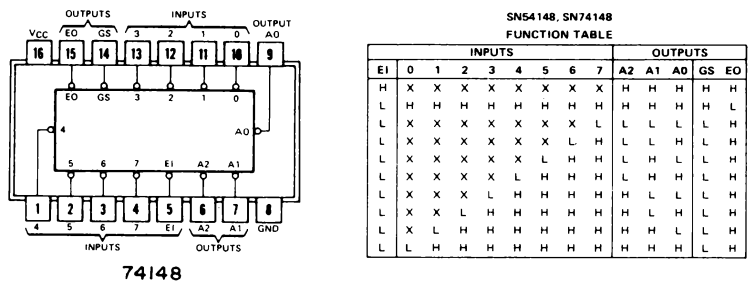 OUTPUTS INPUTS OUTPUT
VCC EO GS 3 2 1 0 A0
16 15 14 13 12 11 10 9
EO GS 3 2 1 0
4 A0
5 6 7 EI A2 A1
1 2 3 4 5 6 7 8
4 5 6 7 EI A2 A1 GND
INPUTS OUTPUTS
74148
SN54148, SN74148
FUNCTION TABLE
INPUTS OUTPUTS
EI 0 1 2 3 4 5 6 7 A2 A1 A0 GS EO
H X X X X X X X X H H H H H
L H H H H H H H H H H H H L
L X X X X X X X L L L L L H
L X X X X X X L H L L H L H
L X X X X X L H H L H L L H
L X X X X L H H H L H H L H
L X X X L H H H H H L L L H
L X X L H H H H H H L H L H
L X L H H H H H H H H L L H
L L H H H H H H H H H H L H